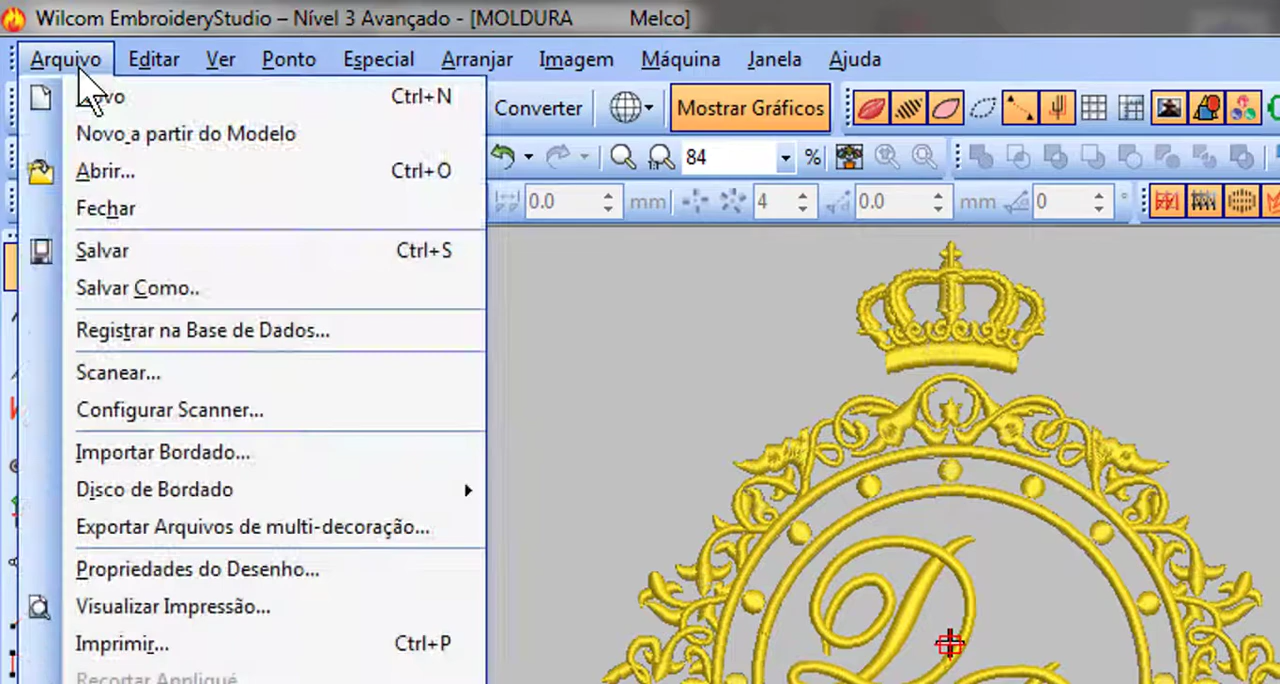 Wilcom EmbroideryStudio – Nível 3 Avançado - [MOLDURA Melco]
Arquivo Editar Ver Ponto Especial Arranjar Imagem Máquina Janela Ajuda
Ctrl+N
Converter Mostrar Gráficos
Novo a partir do Modelo
Abrir... Ctrl+O
84 %
Fechar
0.0 mm 4 0.0 mm 0 °
Salvar Ctrl+S
Salvar Como..
Registrar na Base de Dados...
Scanear...
Configurar Scanner...
Importar Bordado...
Disco de Bordado
Exportar Arquivos de multi-decoração...
Propriedades do Desenho...
Visualizar Impressão...
Imprimir... Ctrl+P
Recortar Appliqué